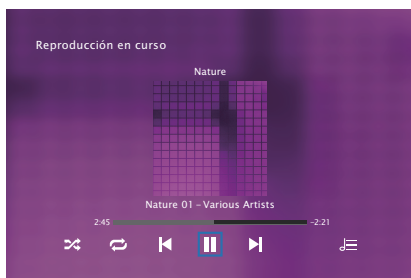 Reproducción en curso
Nature
Nature 01 – Various Artists
2:45
-2:21